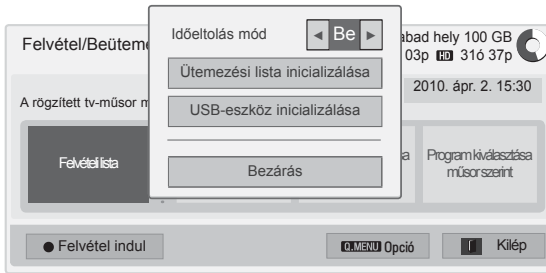 Felvétel/Beüteme
abad hely 100 GB
03p HD 31ó 37p
2010. ápr. 2. 15:30
A rögzített tv-műsor m
Időeltolás mód ◄ Be ►
Ütemezési lista inicializálása
USB-eszköz inicializálása
Bezárás
Felvétel lista
a
Program kiválasztása
műsor szerint
● Felvétel indul
Q.MENU Opció
Kilép